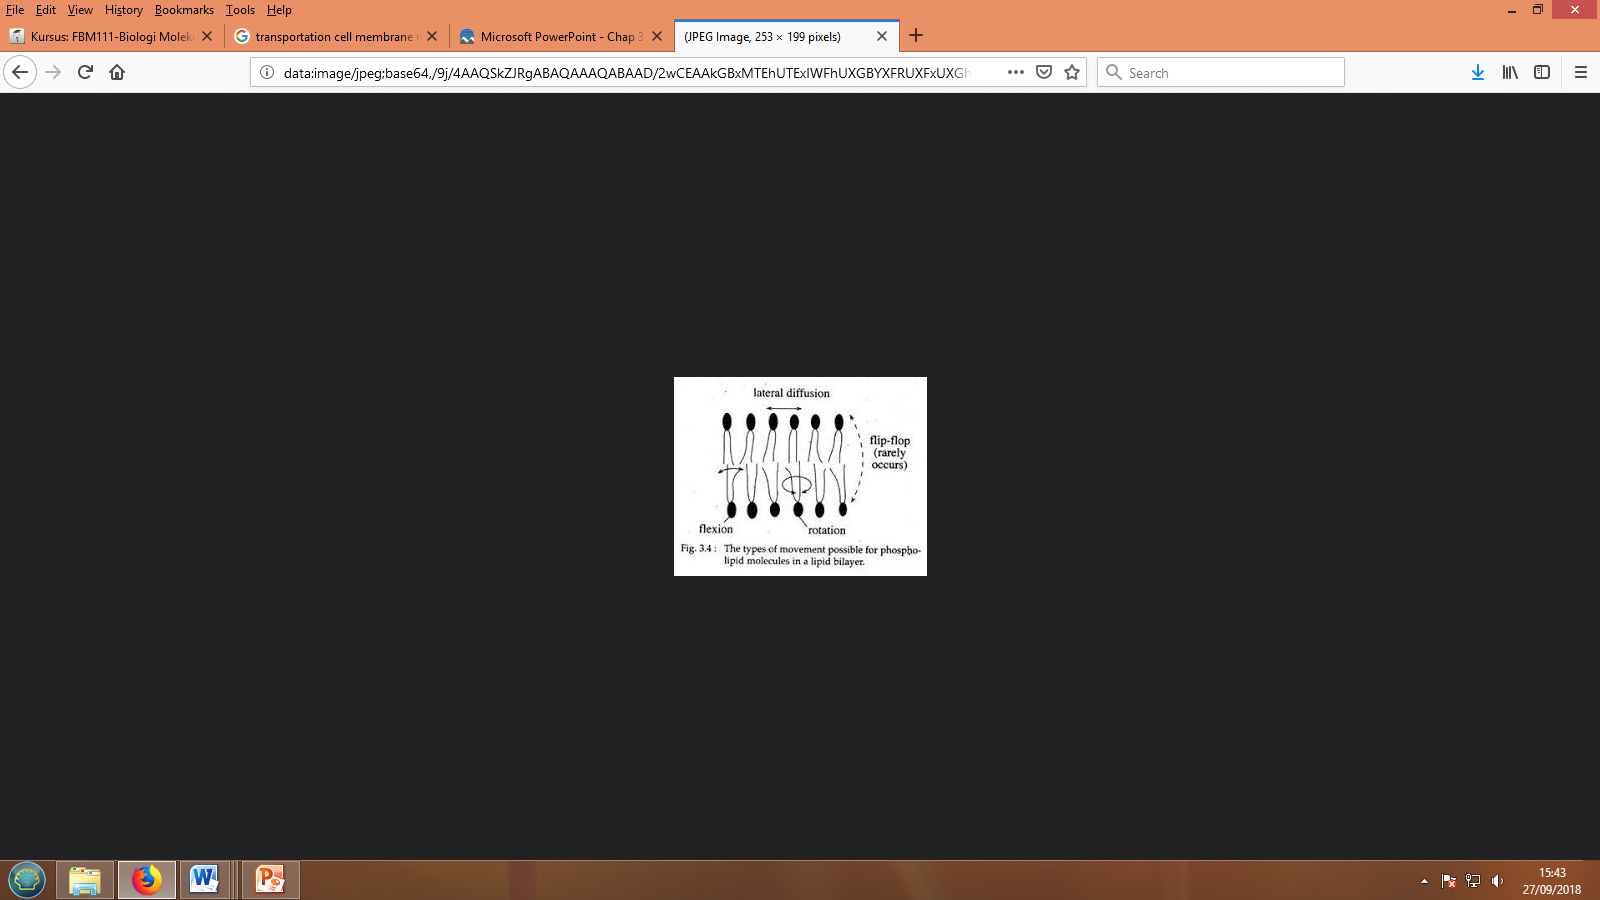 File Edit View History Bookmarks Tools Help
Kursus: FBM111-Biologi Molek
transportation cell membrane
Microsoft PowerPoint - Chap 3
(JPEG Image, 253 × 199 pixels)
data:image/jpeg;base64,/9j/4AAQSkZJRgABAQAAAQABAAD/2wCEAAkGBxMTEhUTExIWFhUXGBYXFRUXFxUXGh
Search
lateral diffusion
flip-flop
(rarely
occurs)
flexion
rotation
Fig. 3.4 : The types of movement possible for phospho-
lipid molecules in a lipid bilayer.
15:43
27/09/2018